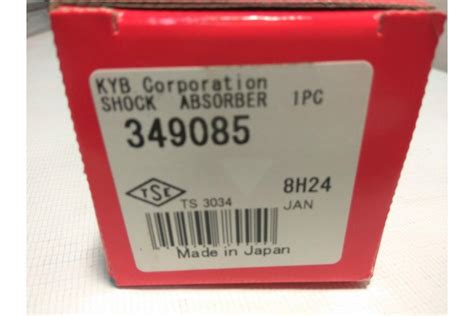 KYB Corporation
SHOCK ABSORBER 1PC
349085
TSE
8H24
TS 3034
JAN
Made in Japan